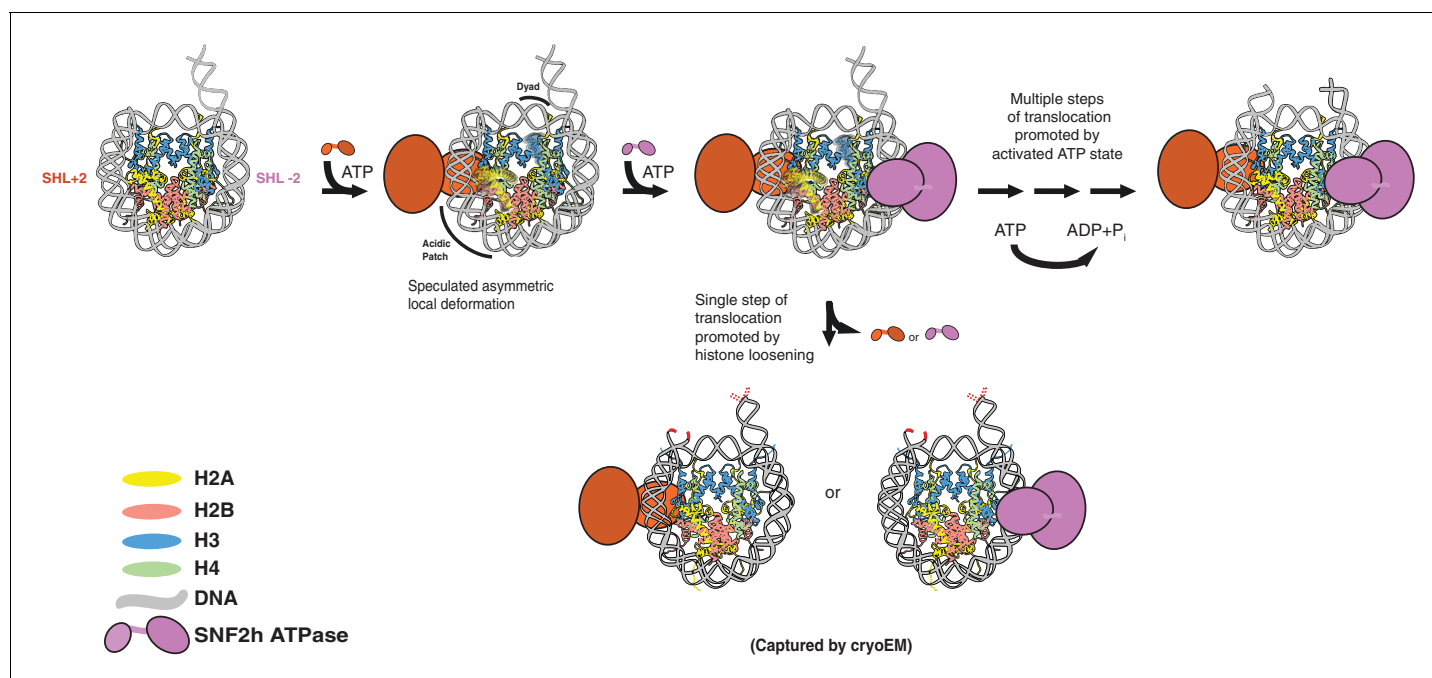 SHL+2
SHL -2
ATP
Dyad
Acidic
Patch
Speculated asymmetric
local deformation
ATP
Multiple steps
of translocation
promoted by
activated ATP state
ATP
ADP+Pi
Single step of
translocation
promoted by
histone loosening
or
or
(Captured by cryoEM)
H2A
H2B
H3
H4
DNA
SNF2h ATPase